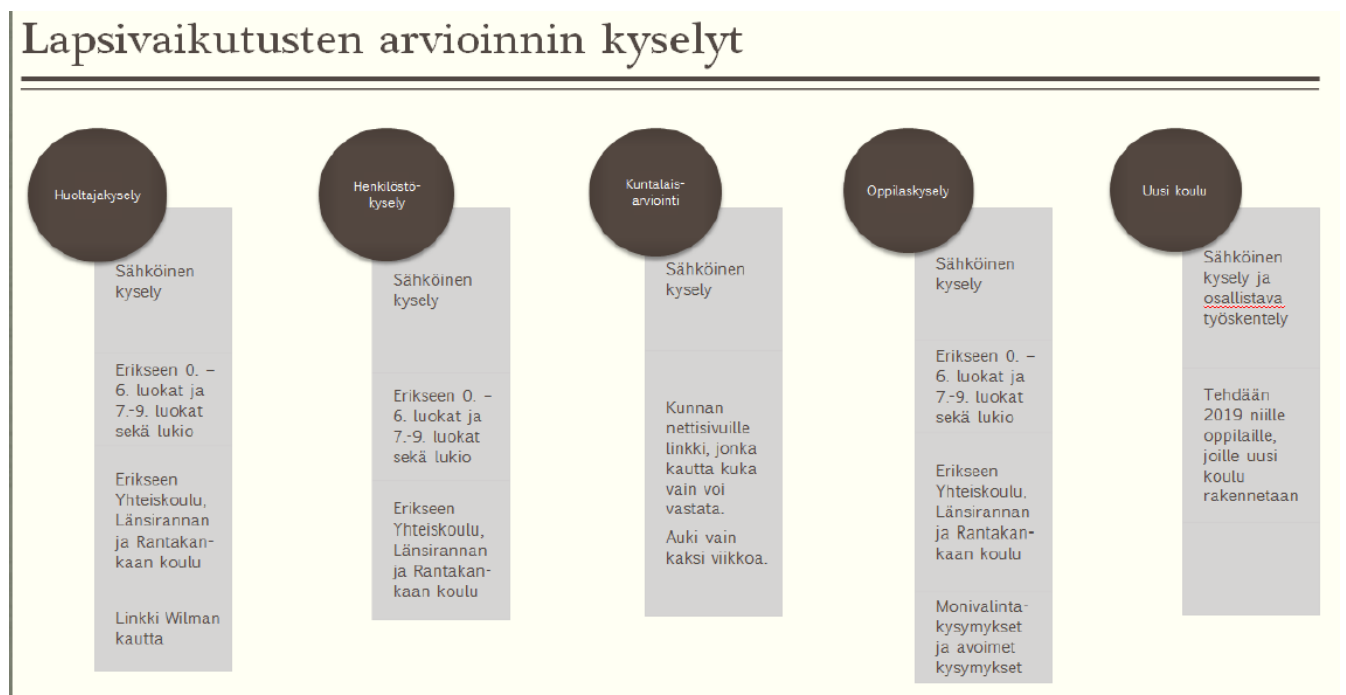 Lapsivaikutusten arvioinnin kyselyt
Huoltajakysely
Sähköinen
kysely
Erikseen 0. –
6. luokat ja
7.-9. luokat
sekä lukio
Erikseen
Yhteiskoulu,
Länsirannan
ja Rantakan-
kaan koulu
Linkki Wilman
kautta
Henkilöstö-
kysely
Sähköinen
kysely
Erikseen 0. –
6. luokat ja
7.-9. luokat
sekä lukio
Erikseen
Yhteiskoulu,
Länsirannan
ja Rantakan-
kaan koulu
Kuntalais-
arviointi
Sähköinen
kysely
Kunnan
nettisivuille
linkki, jonka
kautta kuka
vain voi
vastata.
Auki vain
kaksi viikkoa.
Oppilaskysely
Sähköinen
kysely
Erikseen 0. –
6. luokat ja
7.-9. luokat
sekä lukio
Erikseen
Yhteiskoulu,
Länsirannan
ja Rantakan-
kaan koulu
Monivalinta-
kysymykset
ja avoimet
kysymykset
Uusi koulu
Sähköinen
kysely ja
osallistava
työskentely
Tehdään
2019 niille
oppilaille,
joille uusi
koulu
rakennetaan